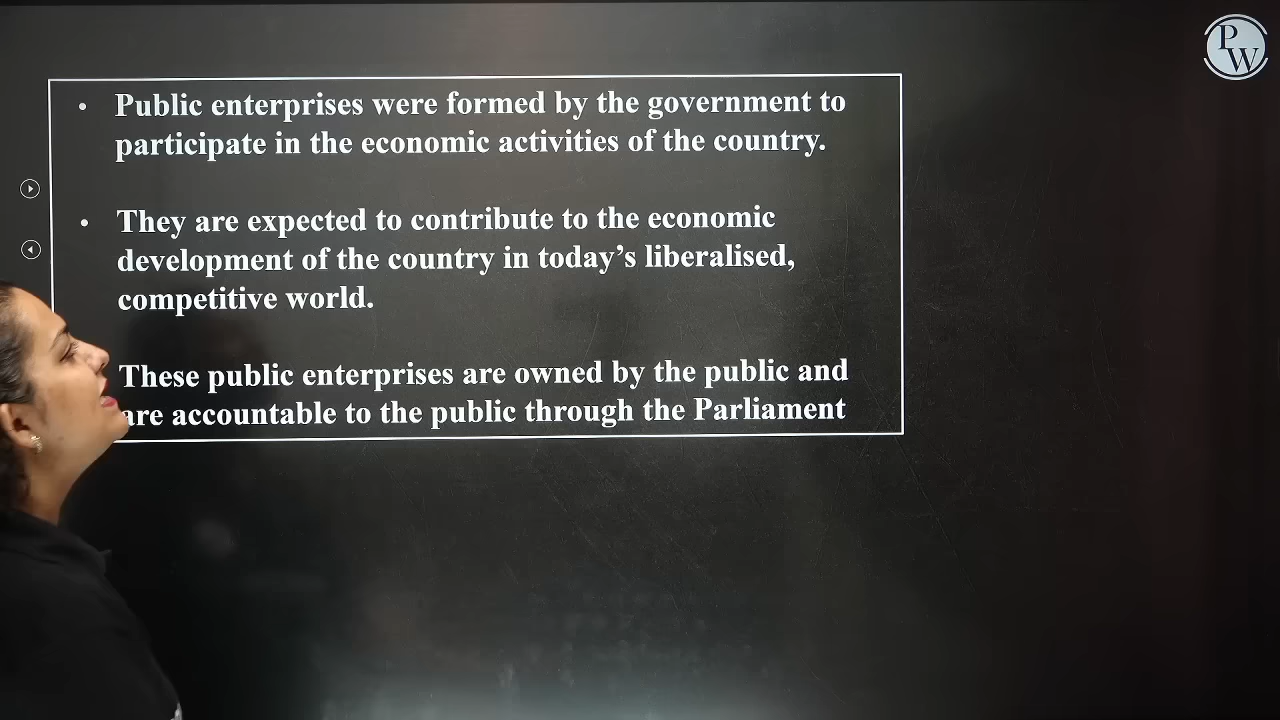 • Public enterprises were formed by the government to
participate in the economic activities of the country.
• They are expected to contribute to the economic
development of the country in today’s liberalised,
competitive world.
These public enterprises are owned by the public and
are accountable to the public through the Parliament
PW